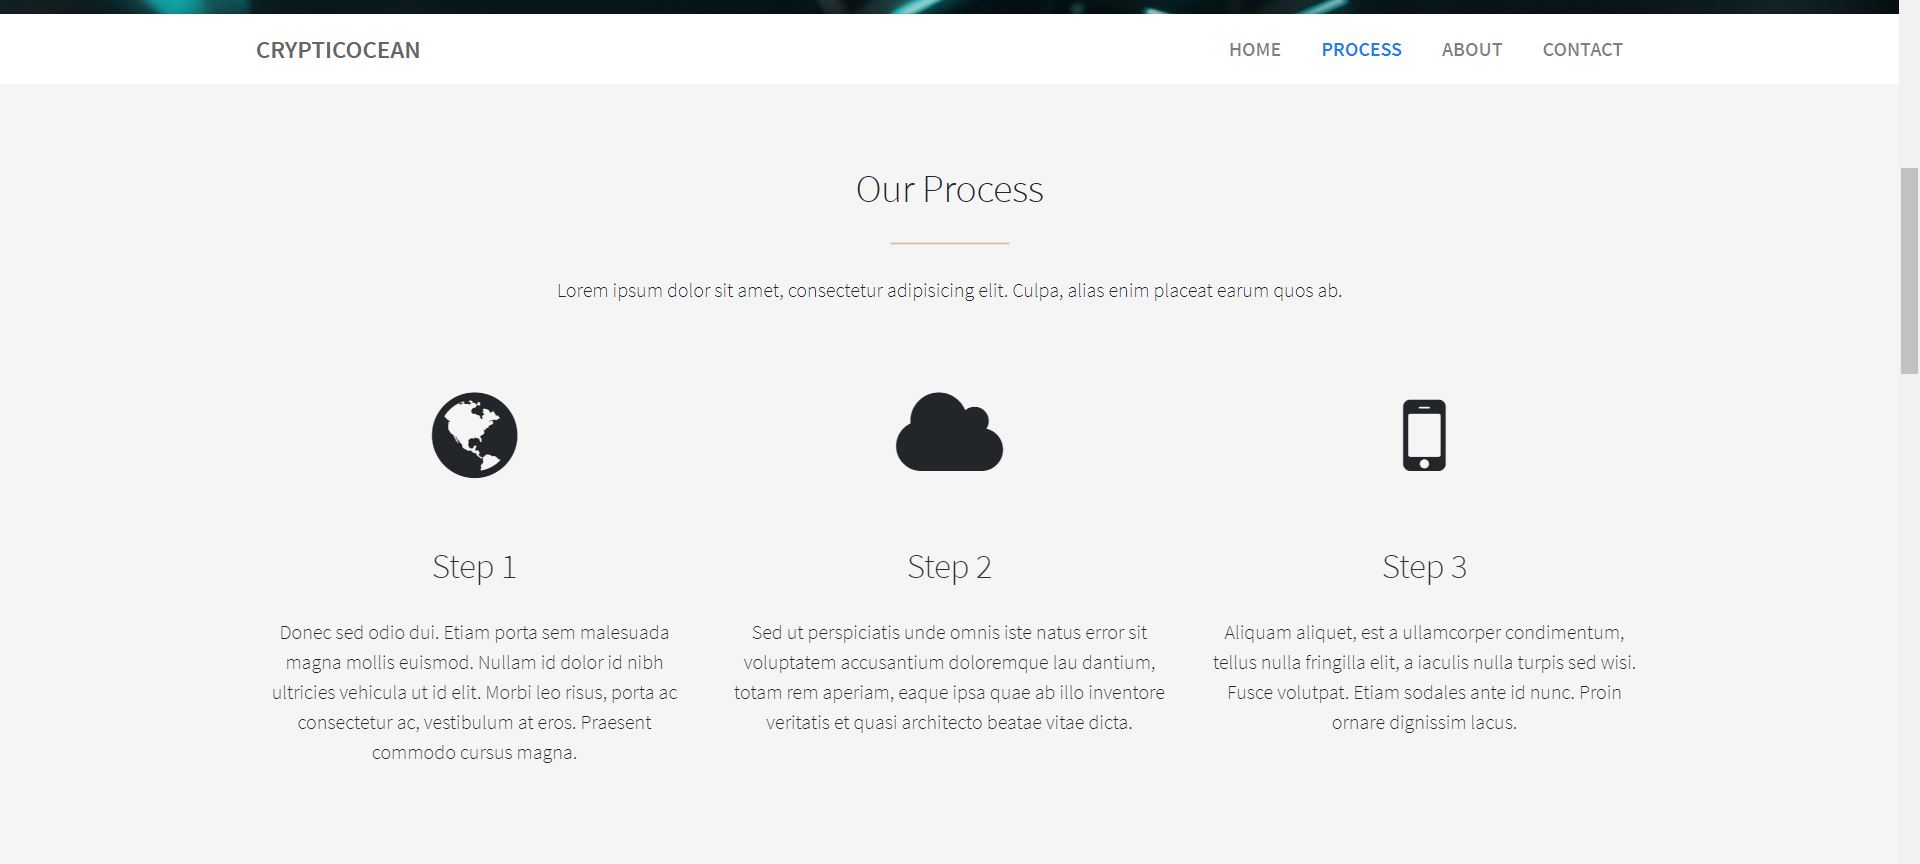 CRYPTICOCEAN
HOME PROCESS ABOUT CONTACT
Our Process
Lorem ipsum dolor sit amet, consectetur adipisicing elit. Culpa, alias enim placeat earum quos ab.
Step 1
Donec sed odio dui. Etiam porta sem malesuada
magna mollis euismod. Nullam id dolor id nibh
ultricies vehicula ut id elit. Morbi leo risus, porta ac
consectetur ac, vestibulum at eros. Praesent
commodo cursus magna.
Step 2
Sed ut perspiciatis unde omnis iste natus error sit
voluptatem accusantium doloremque lau dantium,
totam rem aperiam, eaque ipsa quae ab illo inventore
veritatis et quasi architecto beatae vitae dicta.
Step 3
Aliquam aliquet, est a ullamcorper condimentum,
tellus nulla fringilla elit, a iaculis nulla turpis sed wisi.
Fusce volutpat. Etiam sodales ante id nunc. Proin
ornare dignissim lacus.